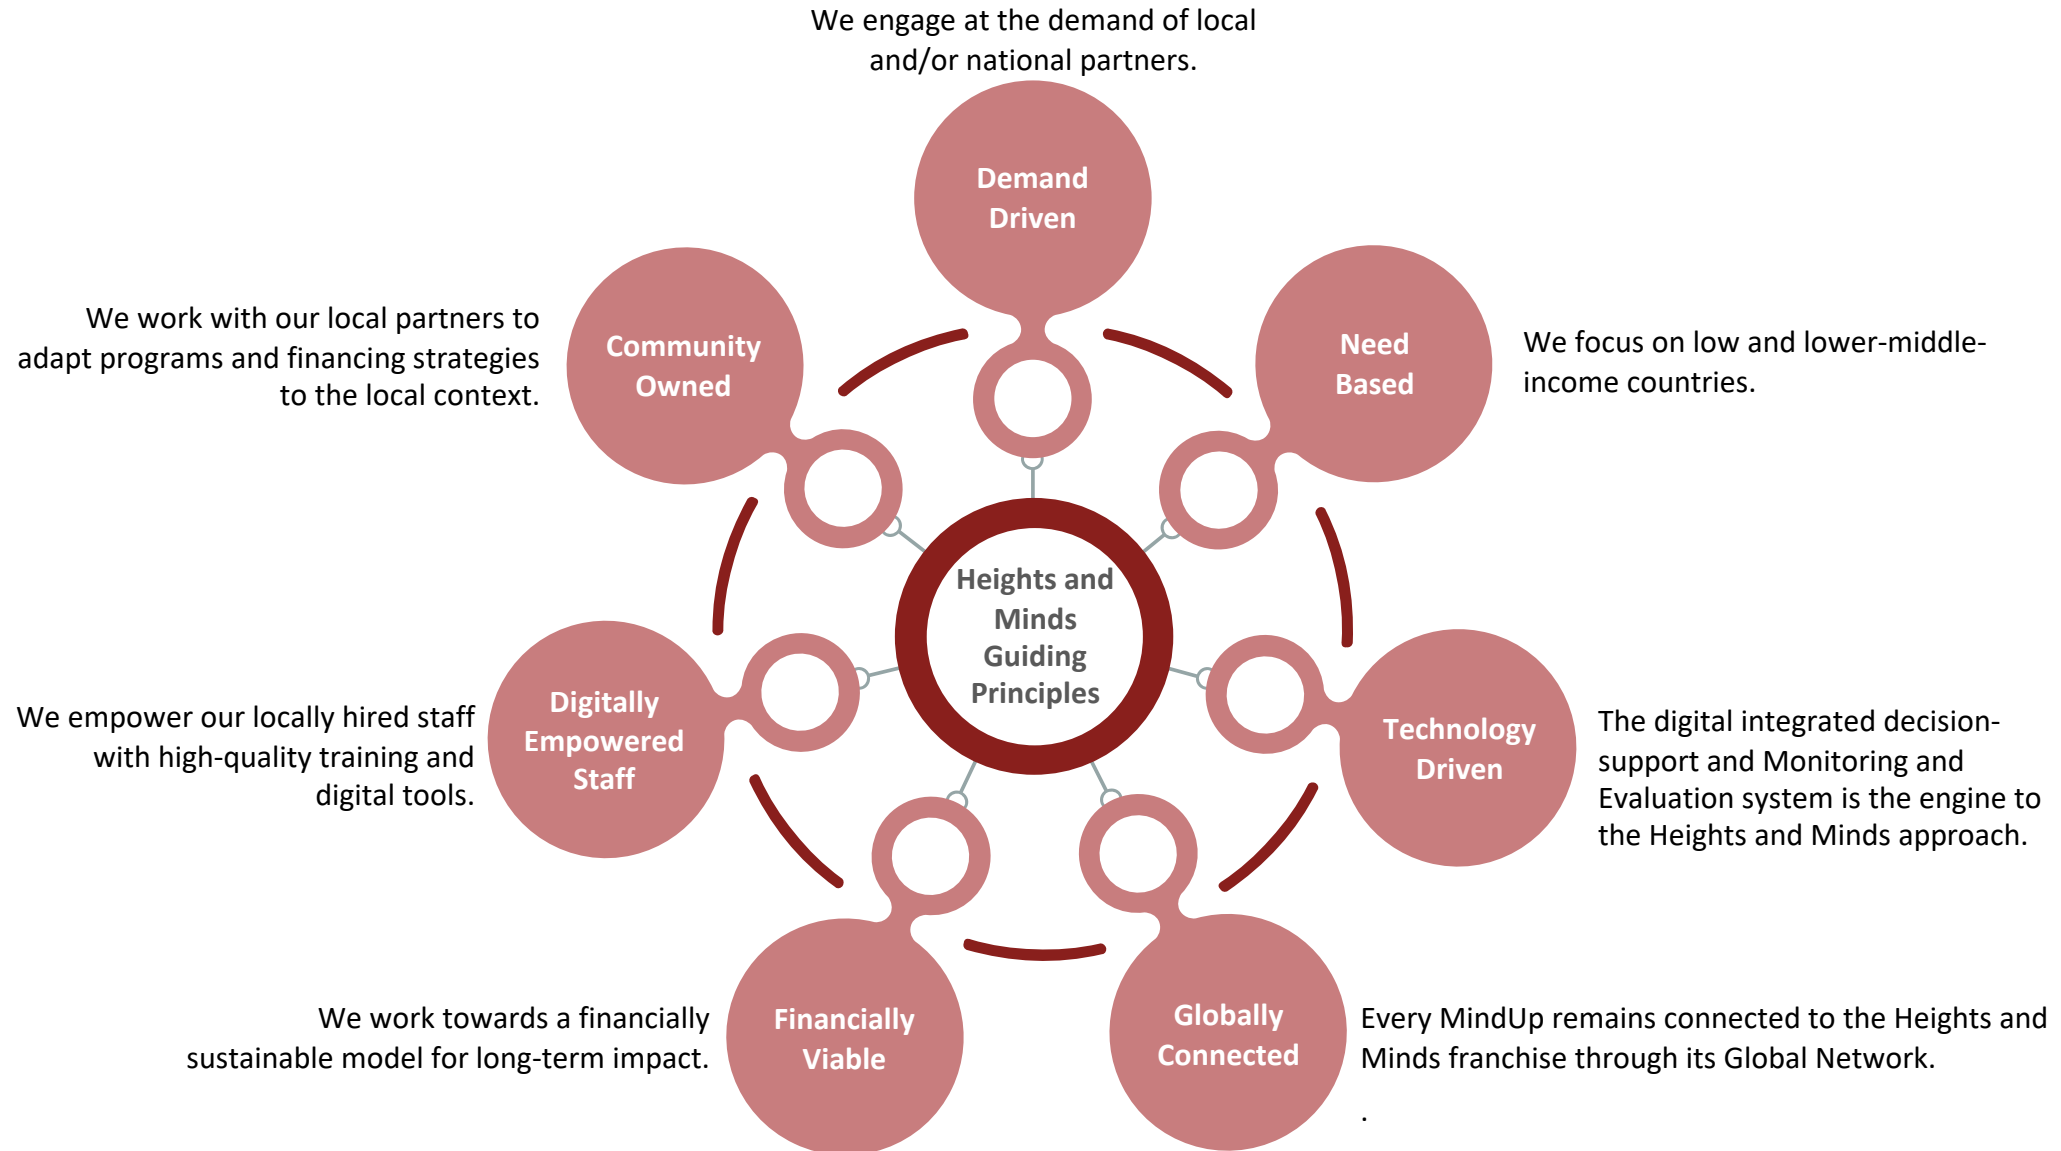 We engage at the demand of local
and/or national partners.
Demand
Driven
Need
Based
We focus on low and lower-middle-
income countries.
Technology
Driven
The digital integrated decision-
support and Monitoring and
Evaluation system is the engine to
the Heights and Minds approach.
Globally
Connected
Every MindUp remains connected to the Heights and
Minds franchise through its Global Network.
.
Financially
Viable
We work towards a financially
sustainable model for long-term impact.
Digitally
Empowered
Staff
We empower our locally hired staff
with high-quality training and
digital tools.
Community
Owned
We work with our local partners to
adapt programs and financing strategies
to the local context.
Heights and
Minds
Guiding
Principles